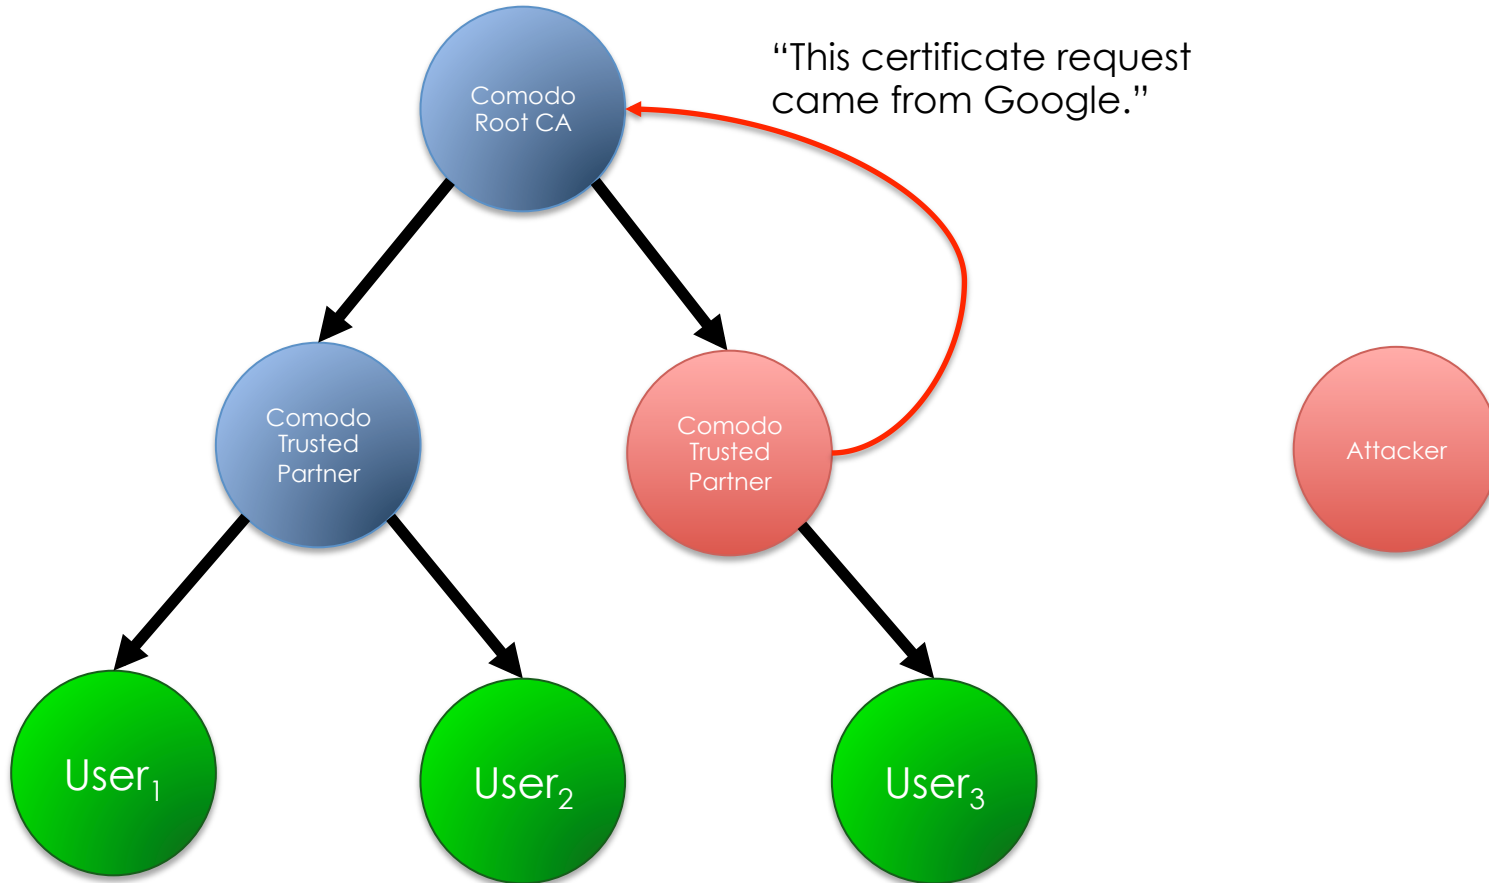 “This certificate request
came from Google.”
Comodo
Root CA
Comodo
Trusted
Partner
Comodo
Trusted
Partner
Attacker
User₁
User₂
User₃